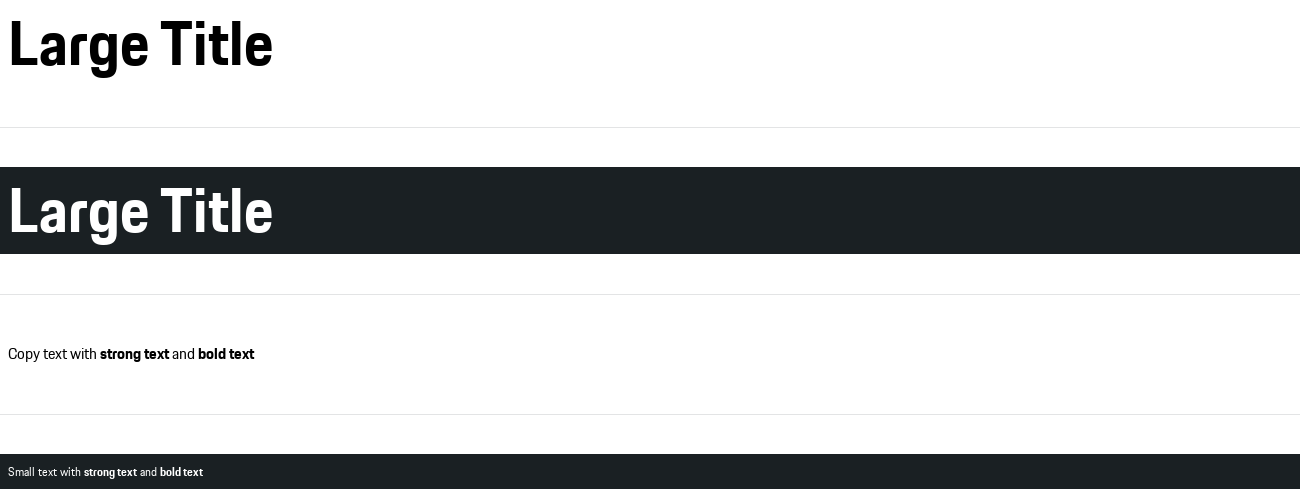 Large Title
Large Title
Copy text with strong text and bold text
Small text with strong text and bold text